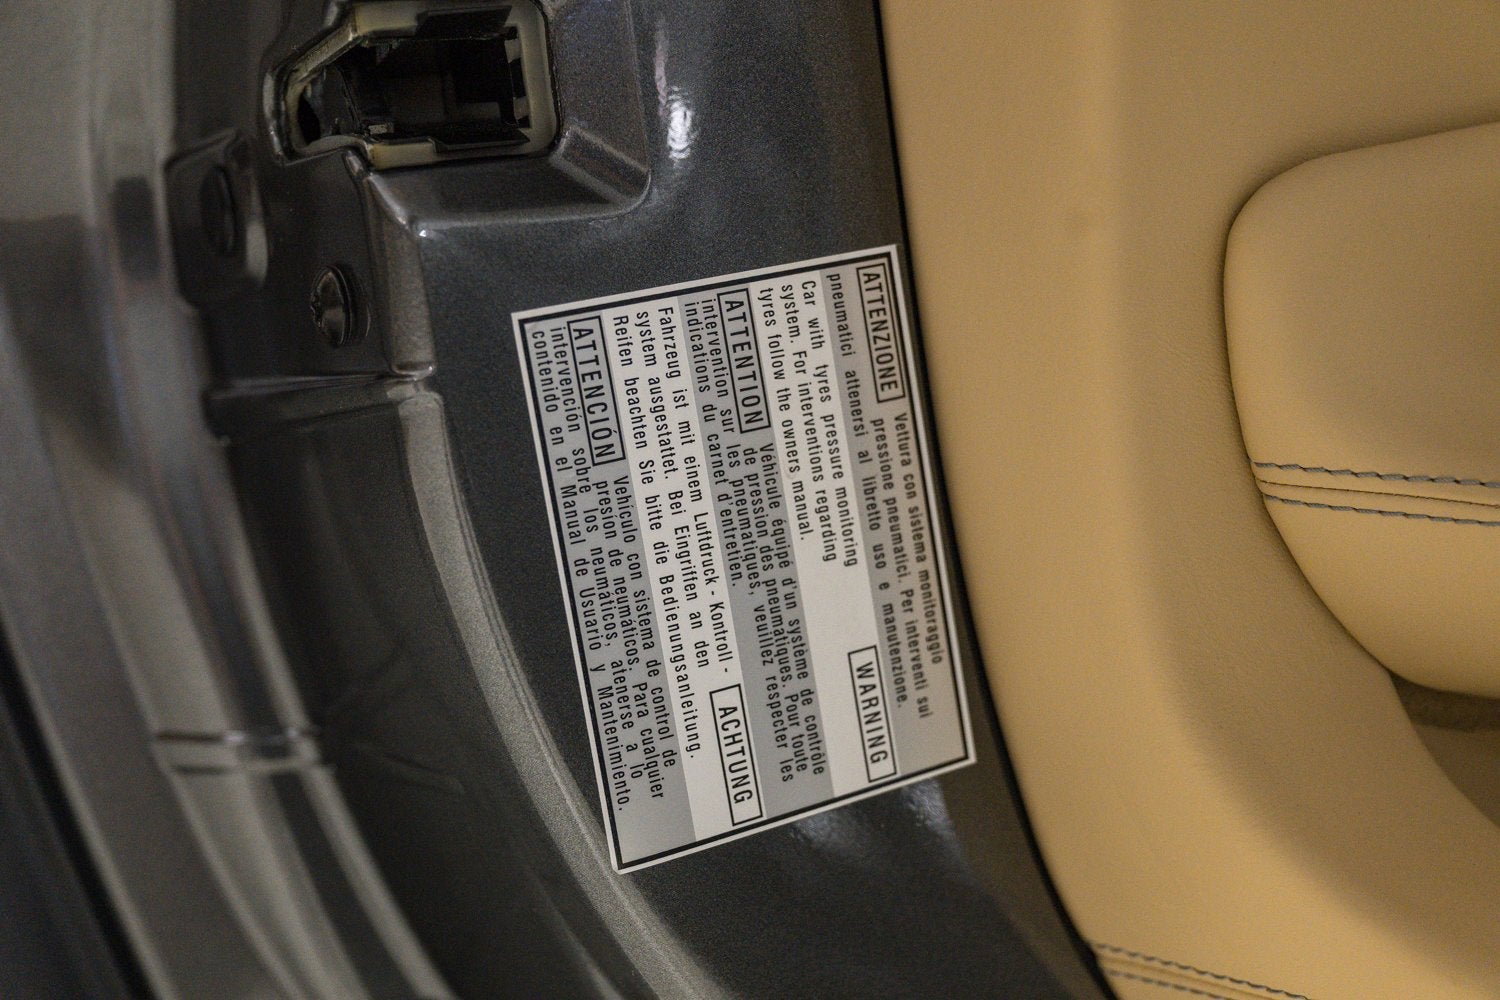 ATTENZIONE Vettura con sistema monitoraggio
pressione pneumatici. Per interventi sui
pneumatici attenersi al libretto uso e manutenzione.
Car with tyres pressure monitoring
system. For interventions regarding
tyres follow the owners manual.
WARNING
ATTENTION Véhicule équipé d'un système de contrôle
de pression des pneumatiques. Pour toute
intervention sur les pneumatiques, veuillez respecter les
indications du carnet d'entretien.
Fahrzeug ist mit einem Luftdruck - Kontroll -
system ausgestattet. Bei Eingriffen an den
Reifen beachten Sie bitte die Bedienungsanleitung.
ACHTUNG
ATTENCIÓN Vehículo con sistema de control de
presión de neumáticos. Para cualquier
intervención sobre los neumáticos, atenerse a lo
contenido en el Manual de Usuario y Mantenimiento.